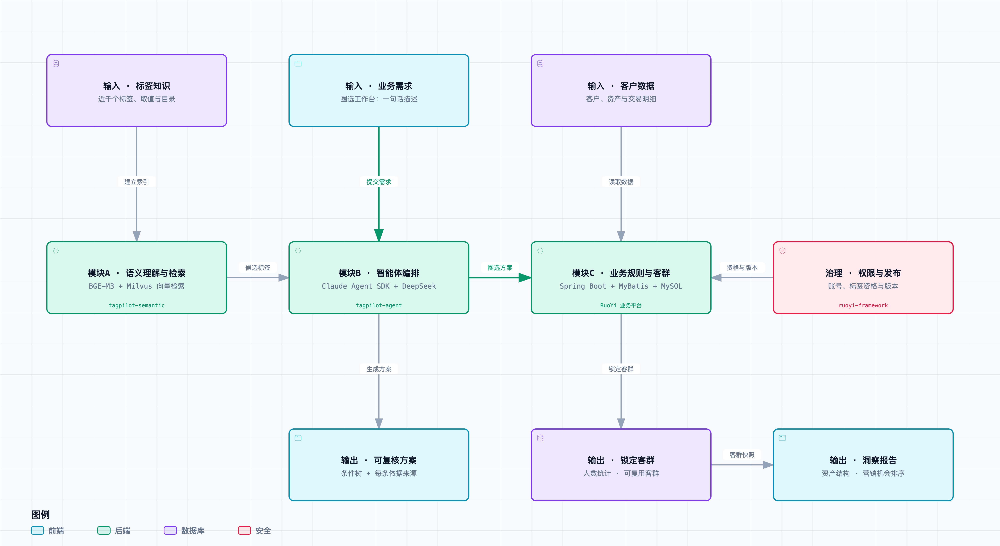 输入 · 标签知识
近千个标签、取值与目录
输入 · 业务需求
圈选工作台：一句话描述
输入 · 客户数据
客户、资产与交易明细
建立索引
提交需求
读取数据
模块A · 语义理解与检索
BGE-M3 + Milvus 向量检索
tagpilot-semantic
候选标签
模块B · 智能体编排
Claude Agent SDK + DeepSeek
tagpilot-agent
圈选方案
模块C · 业务规则与客群
Spring Boot + MyBatis + MySQL
RuoYi 业务平台
资格与版本
治理 · 权限与发布
账号、标签资格与版本
ruoyi-framework
生成方案
锁定客群
输出 · 可复核方案
条件树 + 每条依据来源
输出 · 锁定客群
人数统计 · 可复用客群
客群快照
输出 · 洞察报告
资产结构 · 营销机会排序
图例
前端
后端
数据库
安全